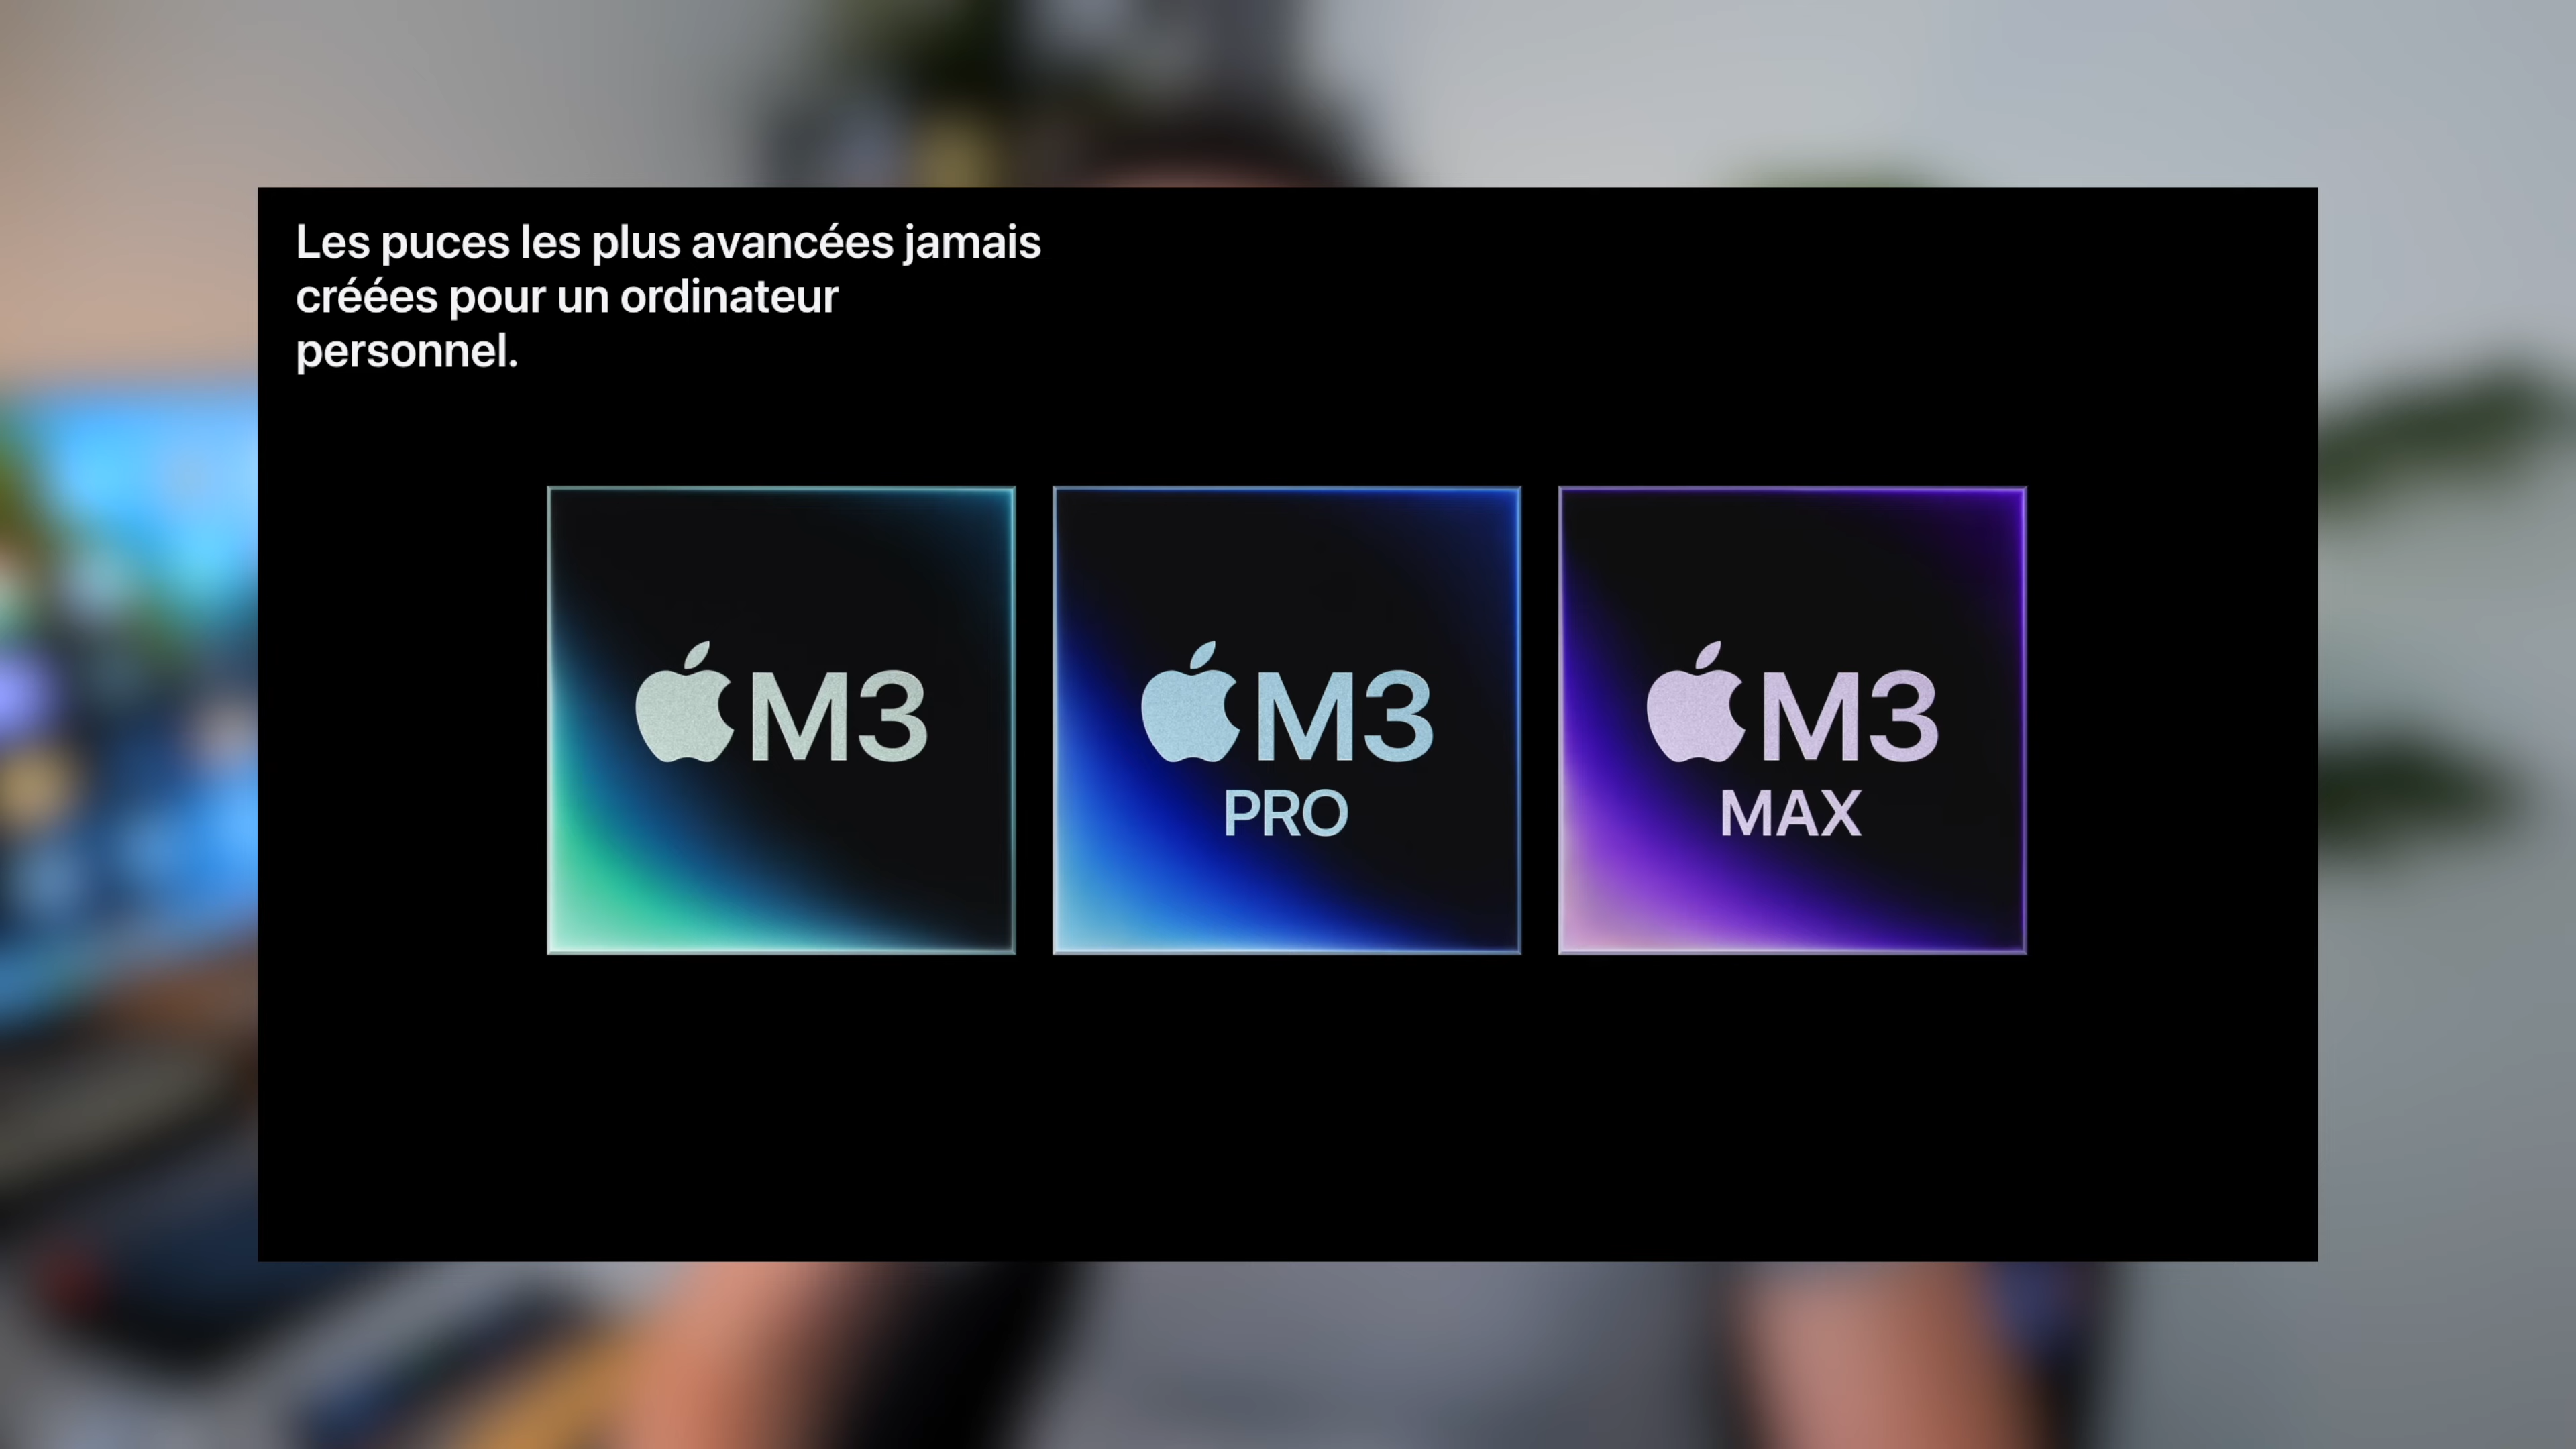 Les puces les plus avancées jamais
créées pour un ordinateur
personnel.
M3
M3
PRO
M3
MAX